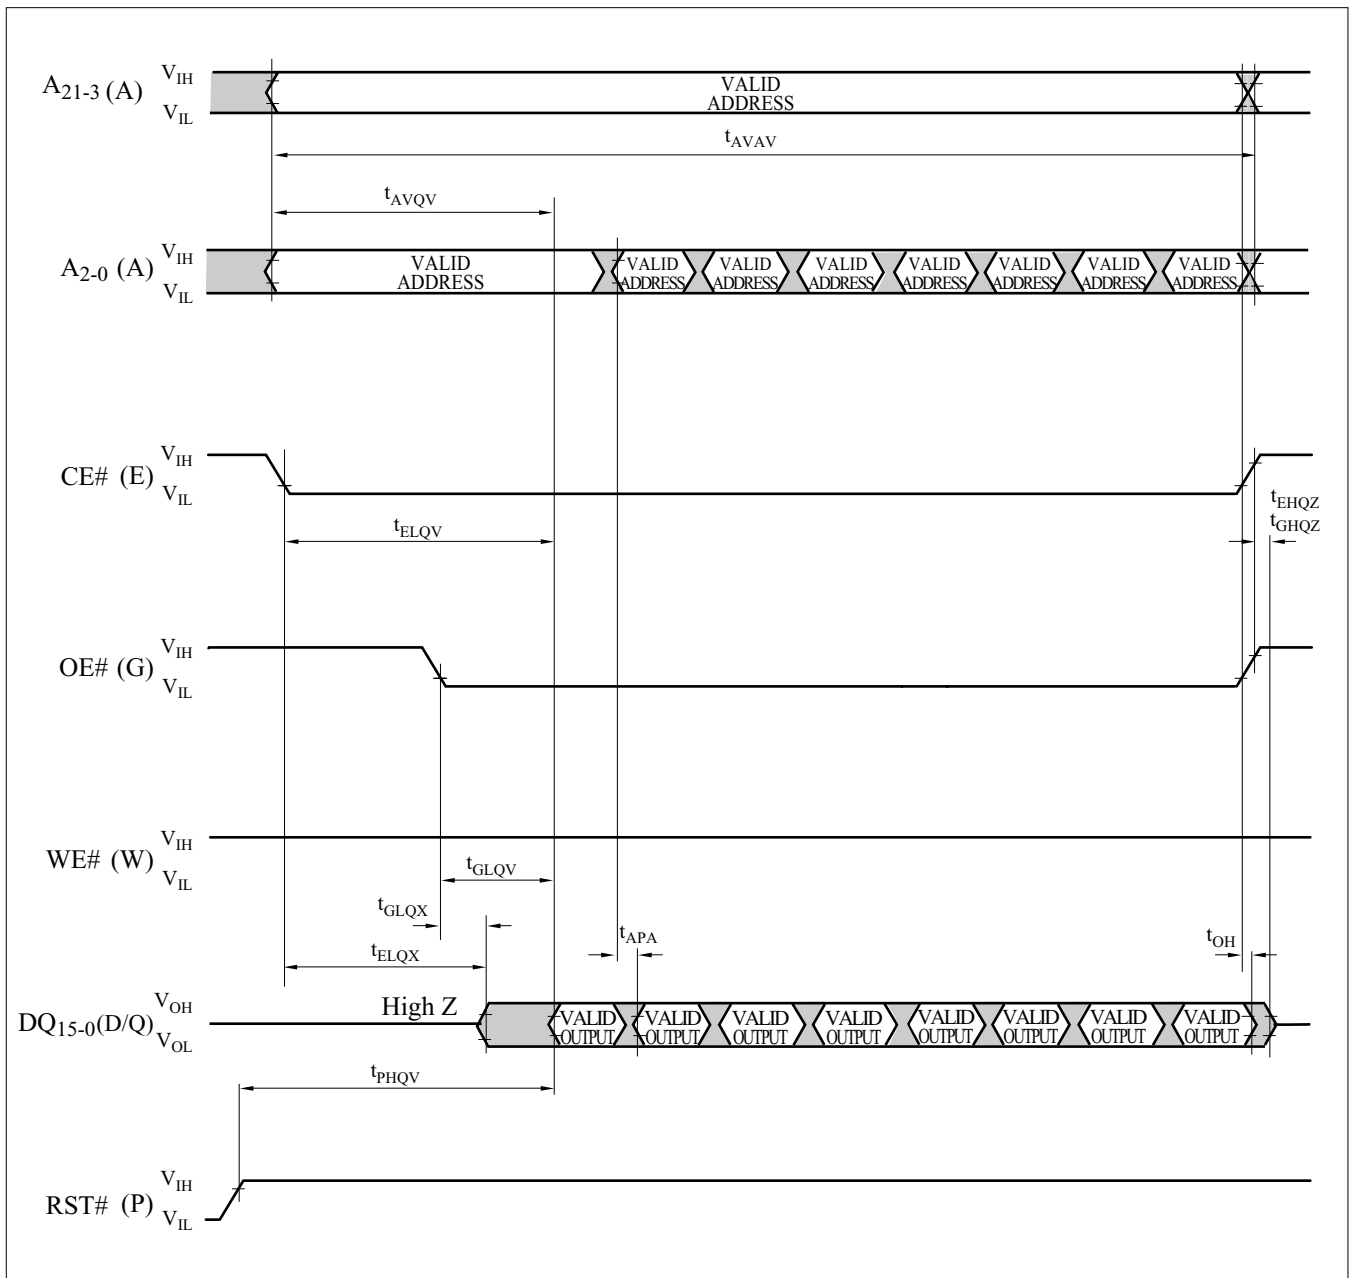 A21-3 (A)
VIH
VIL
VALID
ADDRESS
tAVAV
tAVQV
A2-0 (A)
VIH
VIL
VALID
ADDRESS
VALID
ADDRESS
VALID
ADDRESS
VALID
ADDRESS
VALID
ADDRESS
VALID
ADDRESS
VALID
ADDRESS
VALID
ADDRESS
CE# (E)
VIH
VIL
tELQV
tEHQZ
tGHQZ
OE# (G)
VIH
VIL
WE# (W)
VIH
VIL
tGLQV
tGLQX
tELQX
tAPA
tOH
DQ15-0(D/Q)
VOH
VOL
High Z
VALID
OUTPUT
VALID
OUTPUT
VALID
OUTPUT
VALID
OUTPUT
VALID
OUTPUT
VALID
OUTPUT
VALID
OUTPUT
VALID
OUTPUT
tPHQV
RST# (P)
VIH
VIL